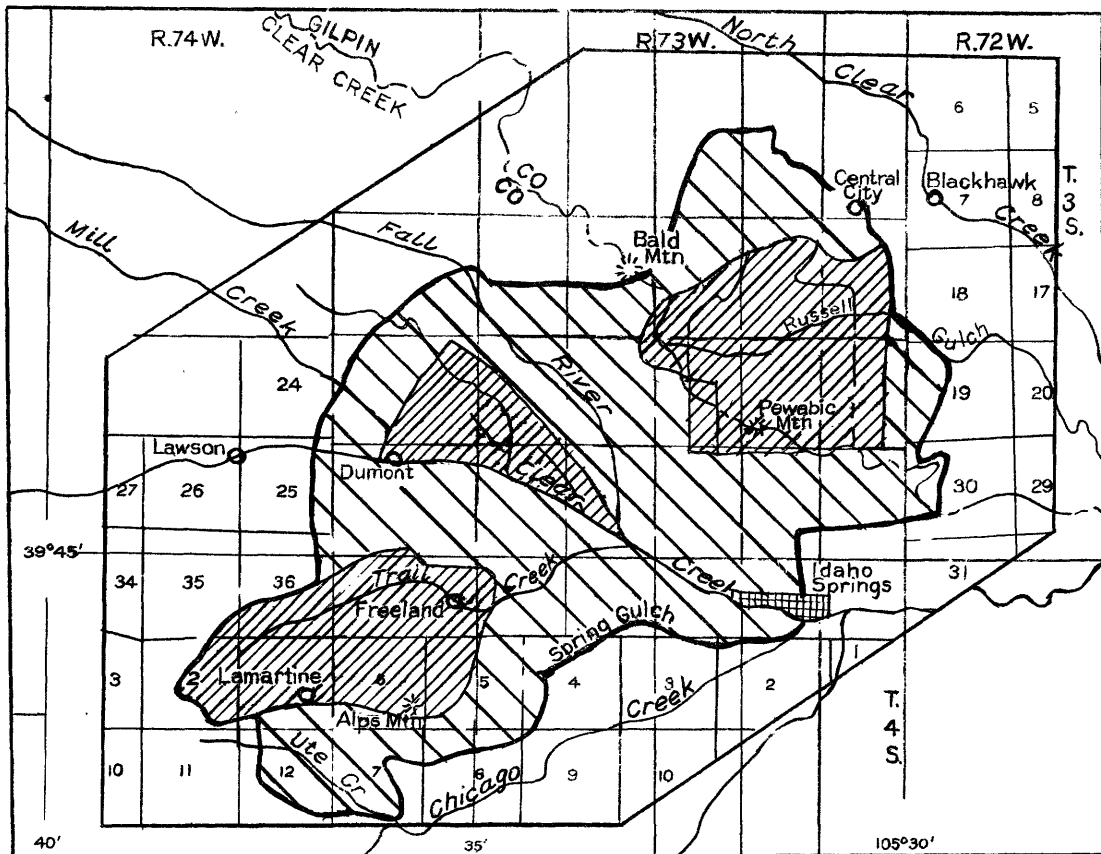 R.74W.
GILPIN
CLEAR CREEK
R.73W.
North
Clear
Creek
R.72W.
6
5
CO
CO
Central
City
Blackhawk
7
8
T.
3
S.
Mill
Creek
Fall
River
Bald
Mtn
18
17
Russell
Gulch
24
19
20
Pewabic
Mtn
Lawson
Dumont
Clear
Creek
27
26
25
30
29
39°45'
34
35
36
Trail
Creek
Freeland
Idaho
Springs
31
Spring Gulch
3
2
Lamartine
6
5
4
3
2
1
Alps Mtn
Creek
T.
4
S.
10
11
12
7
Ute Cr
Chicago
6
9
10
40'
35'
105°30'